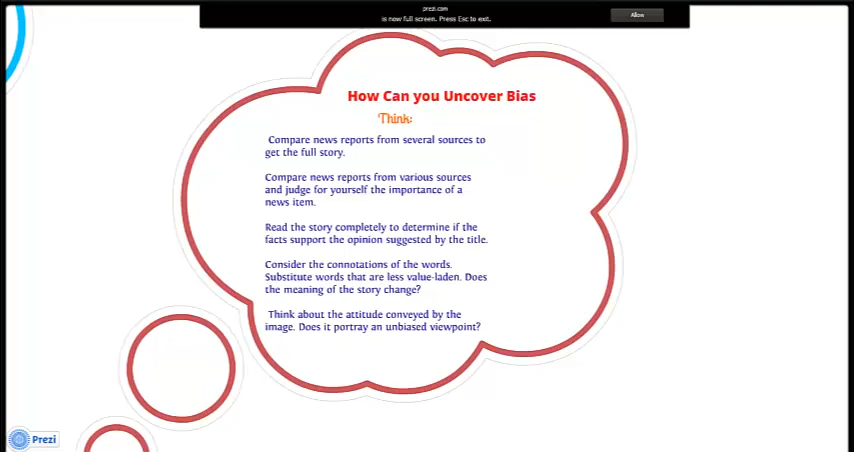 prezi.com
is now full screen. Press Esc to exit.
Allow
How Can you Uncover Bias
Think:
Compare news reports from several sources to
get the full story.
Compare news reports from various sources
and judge for yourself the importance of a
news item.
Read the story completely to determine if the
facts support the opinion suggested by the title.
Consider the connotations of the words.
Substitute words that are less value-laden. Does
the meaning of the story change?
Think about the attitude conveyed by the
image. Does it portray an unbiased viewpoint?
Prezi